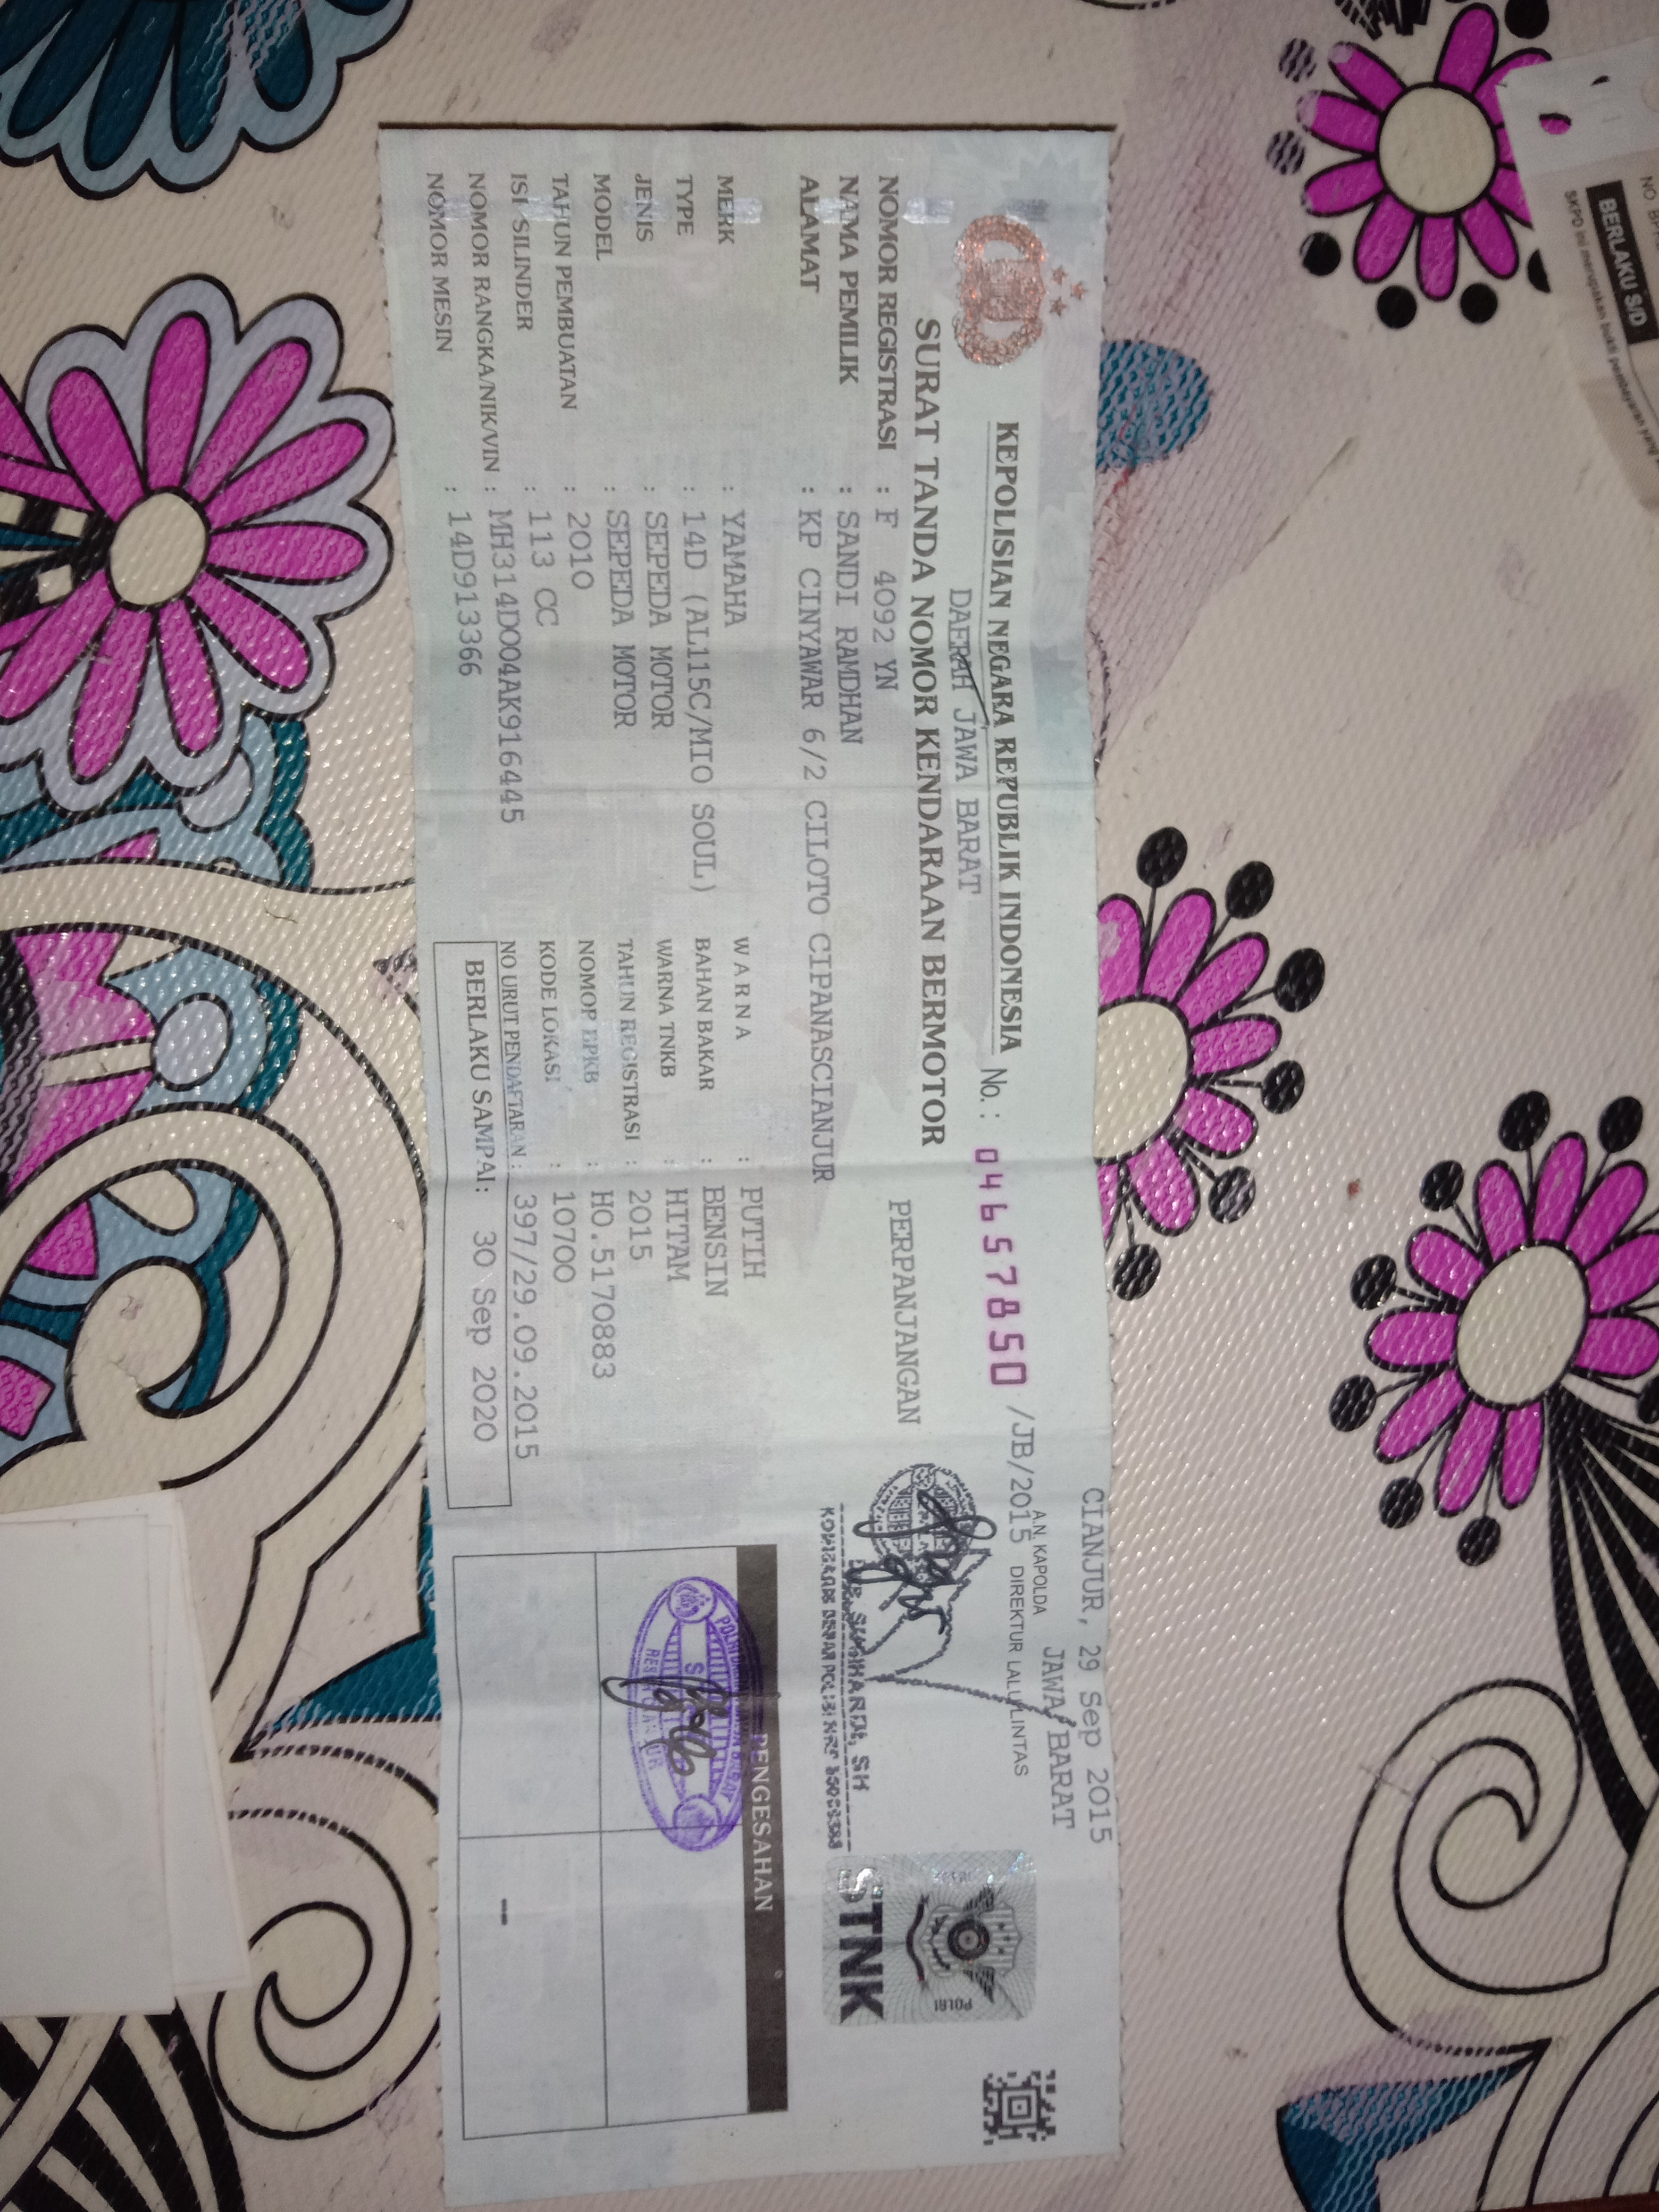 KEPOLISIAN NEGARA REPUBLIK INDONESIA No. : 04657850 /JB/2015
DAERAH JAWA BARAT
SURAT TANDA NOMOR KENDARAAN BERMOTOR
CIANJUR, 29 Sep 2015
JAWA BARAT
A.N. KAPOLDA
DIREKTUR LALU LINTAS
NOMOR REGISTRASI : F 4092 YN
PERPANJANGAN
NAMA PEMILIK : SANDI RAMDHAN
ALAMAT : KP CINYAWAR 6/2 CILOTO CIPANASCIANJUR
MERK : YAMAHA
TYPE : 14D (AL115C/MIO SOUL)
JENIS : SEPEDA MOTOR
MODEL : SEPEDA MOTOR
TAHUN PEMBUATAN : 2010
ISI SILINDER : 113 CC
NOMOR RANGKA/NIK/VIN : MH314D004AK916445
NOMOR MESIN : 14D913366
W A R N A : PUTIH
BAHAN BAKAR : BENSIN
WARNA TNKB : HITAM
TAHUN REGISTRASI : 2015
NOMOR BPKB : HO.5170883
KODE LOKASI : 10700
NO URUT PENDAFTARAN : 397/29.09.2015
BERLAKU SAMPAI : 30 Sep 2020
SH
KOMISARIS BESAR POLISI NRP
STNK
POLRI
PENGESAHAN
--
NO BPK
BERLAKU S/D
SKPD ini merupakan bukti pembayaran yang